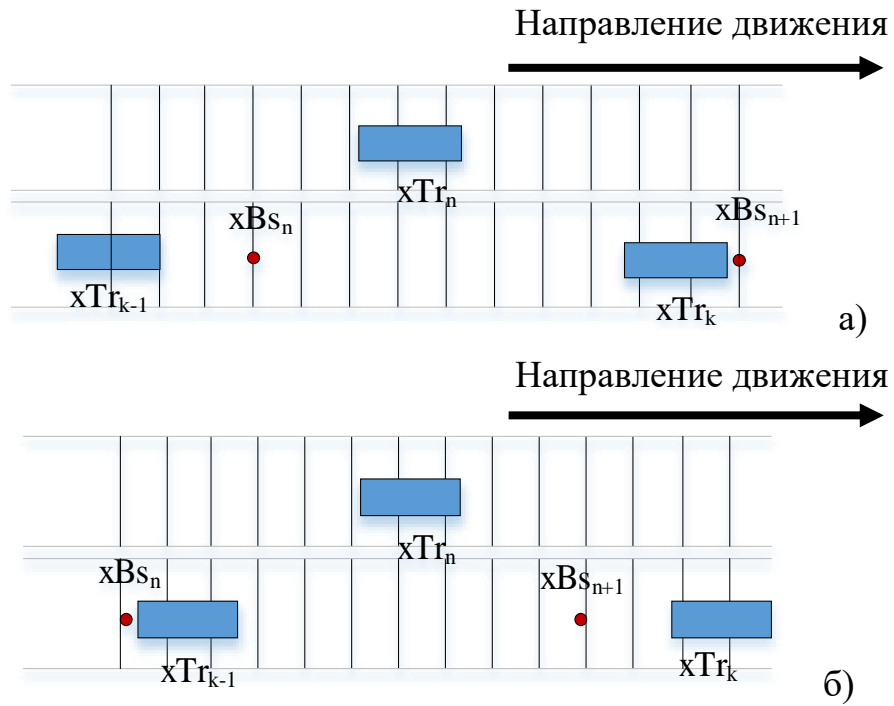 Направление движения
xTrₙ
xBsₙ
xBsₙ₊₁
xTrₖ₋₁
xTrₖ
а)
Направление движения
xTrₙ
xBsₙ
xBsₙ₊₁
xTrₖ₋₁
xTrₖ
б)